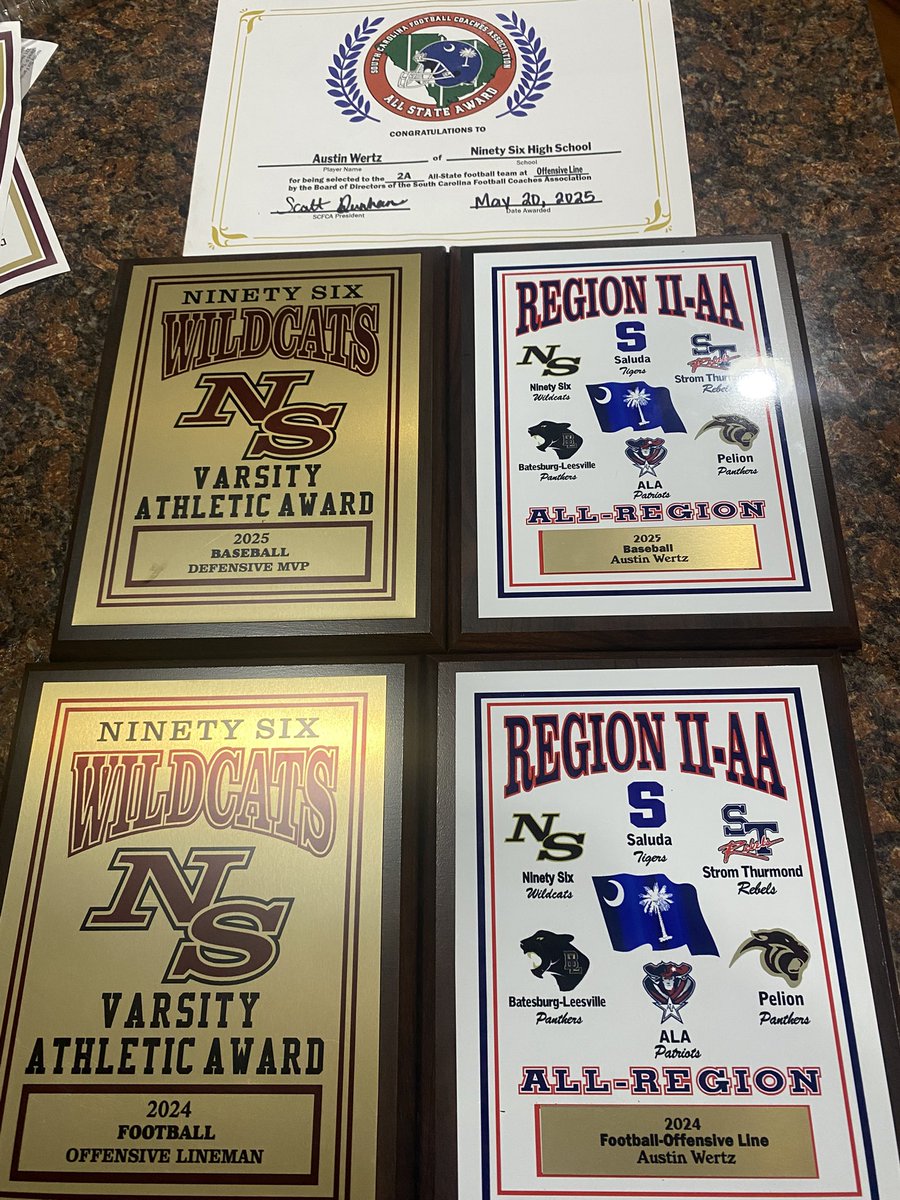 SOUTH CAROLINA FOOTBALL COACHES ASSOCIATION
ALL STATE AWARD
CONGRATULATIONS TO
Austin Wertz of Ninety Six High School
Player Name School
for being selected to the 2A All-State football team at Offensive Line
by the Board of Directors of the South Carolina Football Coaches Association
Scott Durham May 20, 2025
SCFCA President Date Awarded
NINETY SIX
WILDCATS
NS
VARSITY
ATHLETIC AWARD
2025
BASEBALL
DEFENSIVE MVP
REGION II-AA
NS
Ninety Six
Wildcats
S
Saluda
Tigers
ST
Rebels
Strom Thurmond
Rebels
BL
Batesburg-Leesville
Panthers
ALA
Patriots
Pelion
Panthers
ALL-REGION
2025
Baseball
Austin Wertz
NINETY SIX
WILDCATS
NS
VARSITY
ATHLETIC AWARD
2024
FOOTBALL
OFFENSIVE LINEMAN
REGION II-AA
NS
Ninety Six
Wildcats
S
Saluda
Tigers
ST
Rebels
Strom Thurmond
Rebels
BL
Batesburg-Leesville
Panthers
ALA
Patriots
Pelion
Panthers
ALL-REGION
2024
Football-Offensive Line
Austin Wertz